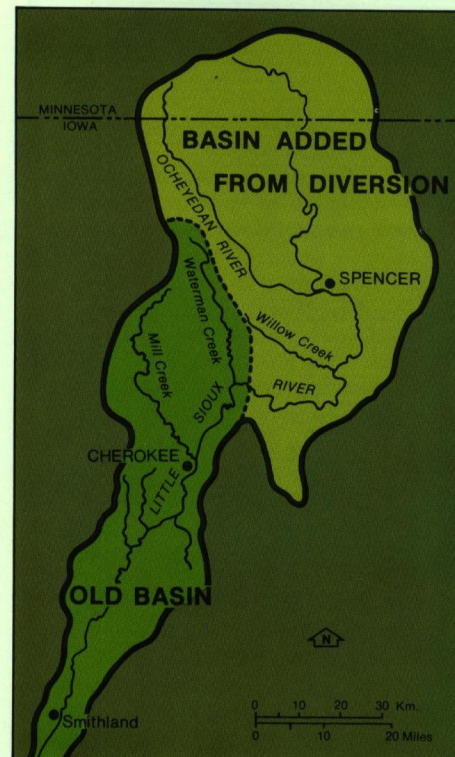 MINNESOTA
IOWA
BASIN ADDED
FROM DIVERSION
OCHEYEDAN RIVER
SPENCER
Waterman Creek
Willow Creek
Mill Creek
LITTLE SIOUX RIVER
CHEROKEE
OLD BASIN
N
Smithland
0 10 20 30 Km.
0 10 20 Miles